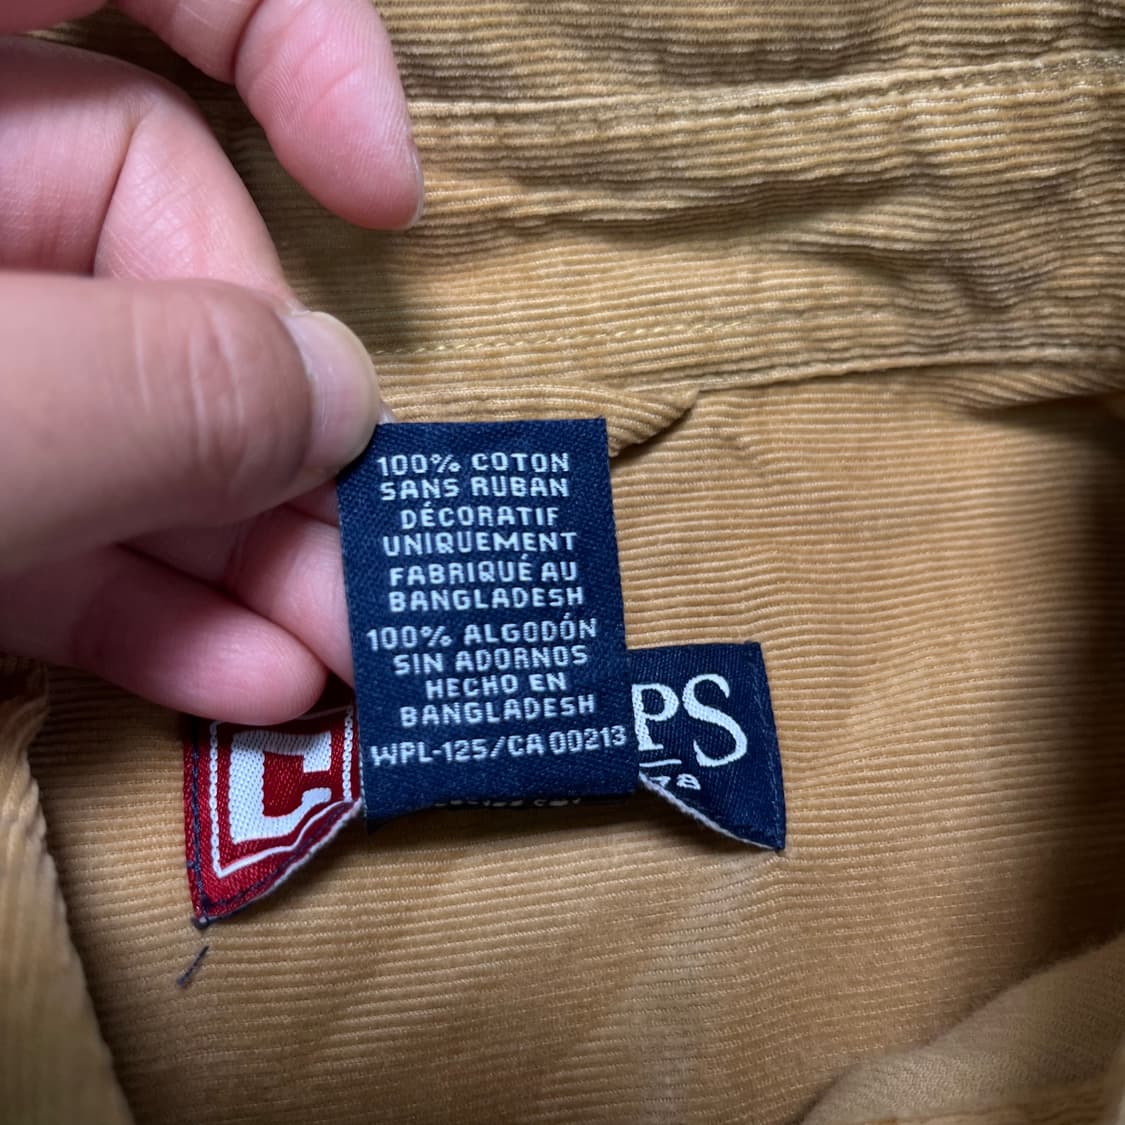 100% COTON
SANS RUBAN
DÉCORATIF
UNIQUEMENT
FABRIQUÉ AU
BANGLADESH
100% ALGODÓN
SIN ADORNOS
HECHO EN
BANGLADESH
WPL-125/CA 00213
C
PS
78